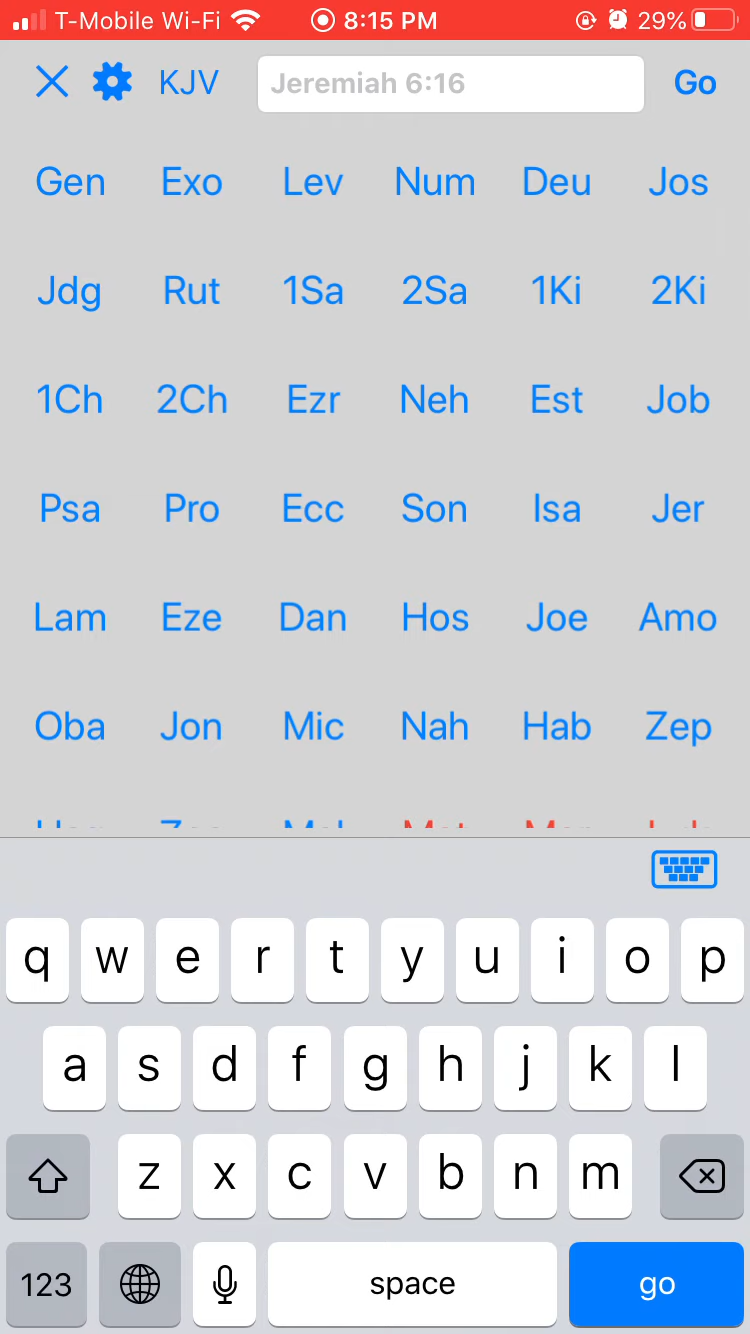 T-Mobile Wi-Fi 8:15 PM 29%
KJV Jeremiah 6:16 Go
Gen Exo Lev Num Deu Jos
Jdg Rut 1Sa 2Sa 1Ki 2Ki
1Ch 2Ch Ezr Neh Est Job
Psa Pro Ecc Son Isa Jer
Lam Eze Dan Hos Joe Amo
Oba Jon Mic Nah Hab Zep
q w e r t y u i o p
a s d f g h j k l
z x c v b n m
123 space go